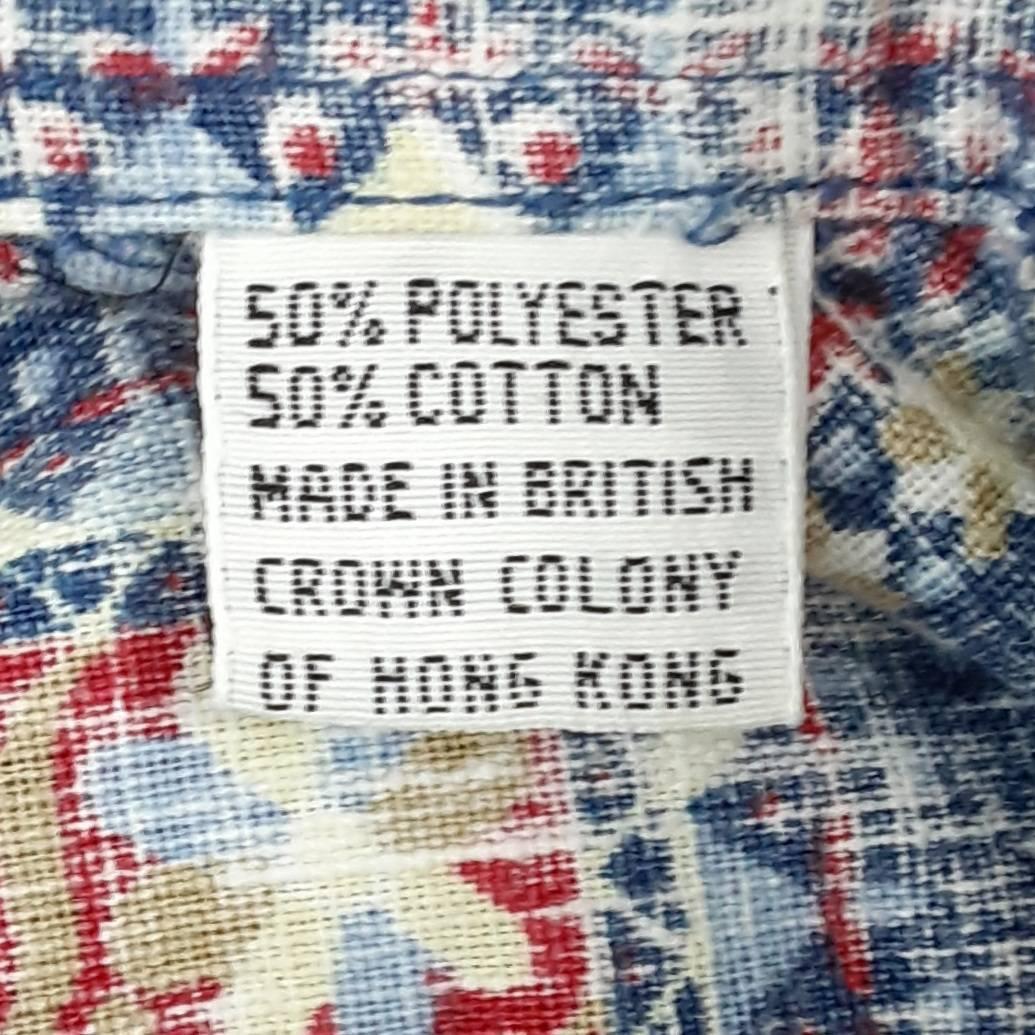 50% POLYESTER
50% COTTON
MADE IN BRITISH
CROWN COLONY
OF HONG KONG